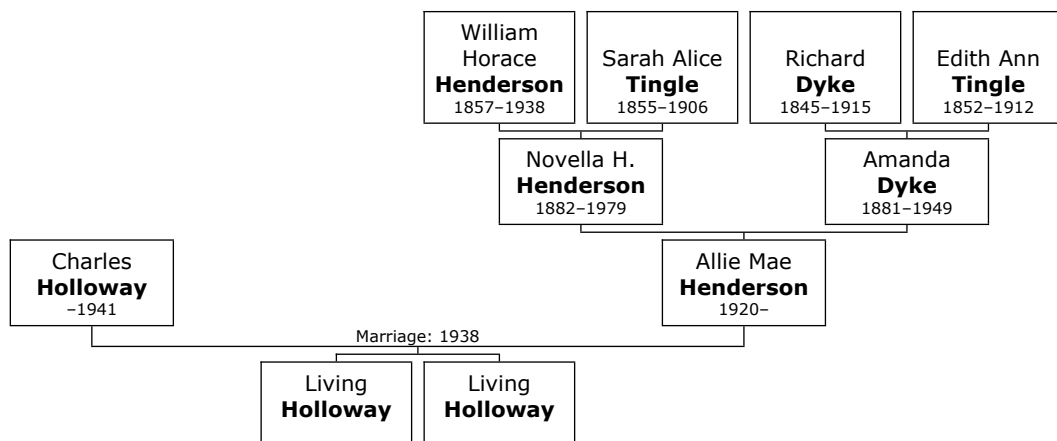 William
Horace
Henderson
1857–1938
Sarah Alice
Tingle
1855–1906
Richard
Dyke
1845–1915
Edith Ann
Tingle
1852–1912
Novella H.
Henderson
1882–1979
Amanda
Dyke
1881–1949
Charles
Holloway
–1941
Allie Mae
Henderson
1920–
Marriage: 1938
Living
Holloway
Living
Holloway